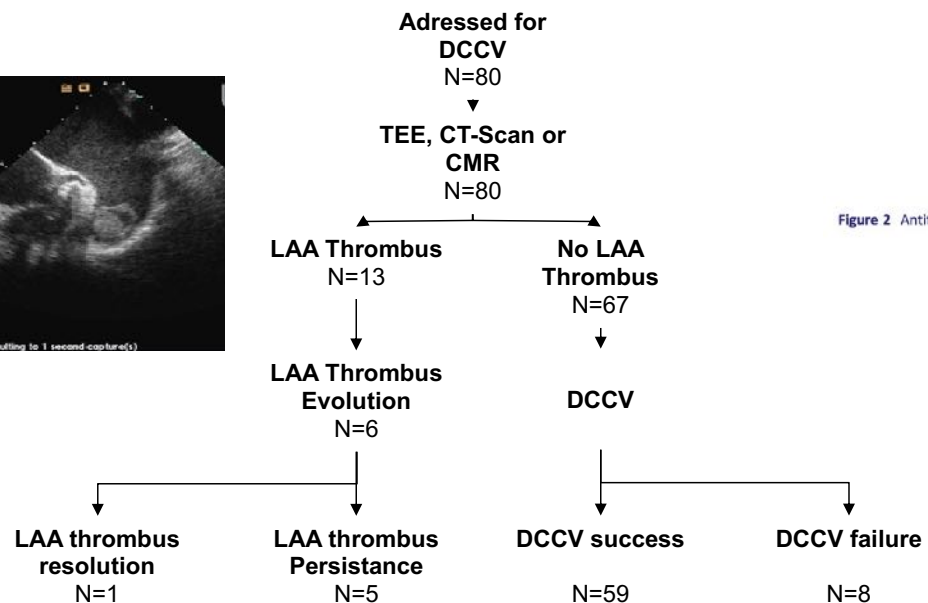 Adressed for
DCCV
N=80
TEE, CT-Scan or
CMR
N=80
Figure 2
LAA Thrombus
N=13
No LAA
Thrombus
N=67
to 1 second capture(s)
LAA Thrombus
Evolution
N=6
DCCV
LAA thrombus
resolution
N=1
LAA thrombus
Persistance
N=5
DCCV success
N=59
DCCV failure
N=8